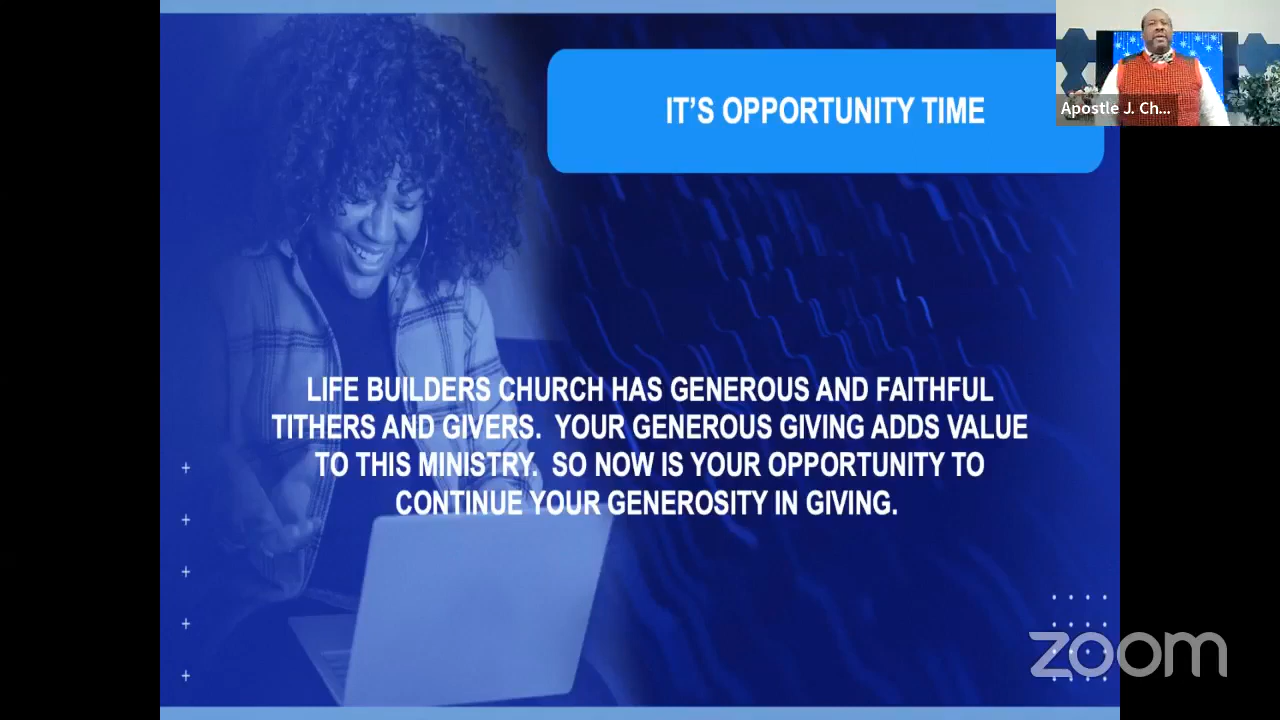 IT'S OPPORTUNITY TIME
Apostle J. Ch...
LIFE BUILDERS CHURCH HAS GENEROUS AND FAITHFUL
TITHERS AND GIVERS.  YOUR GENEROUS GIVING ADDS VALUE
TO THIS MINISTRY.  SO NOW IS YOUR OPPORTUNITY TO
CONTINUE YOUR GENEROSITY IN GIVING.
zoom